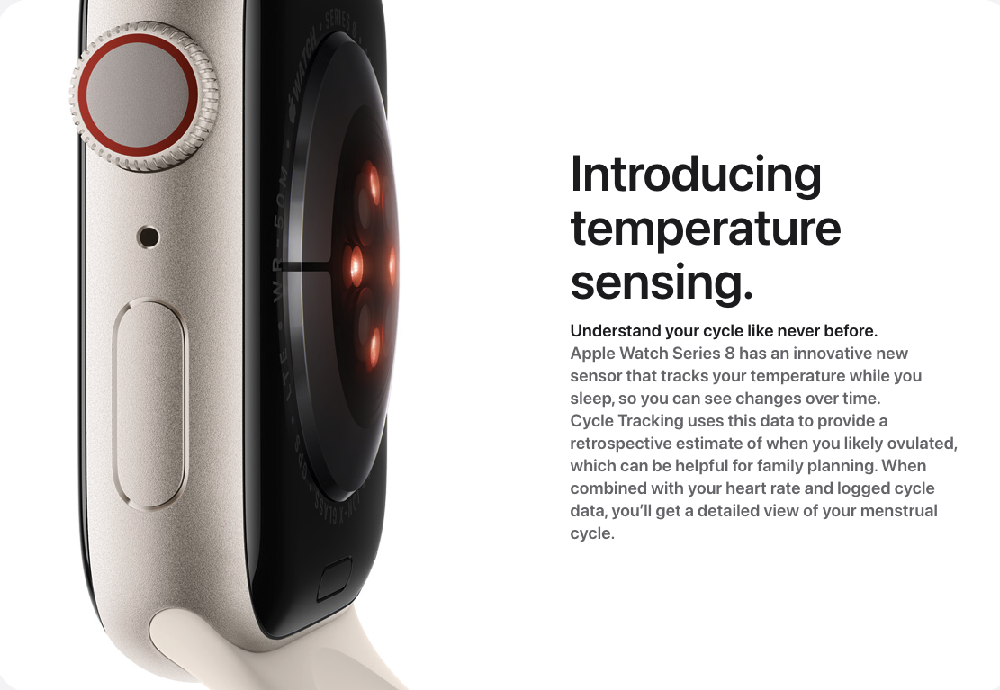 Introducing
temperature
sensing.
Understand your cycle like never before.
Apple Watch Series 8 has an innovative new
sensor that tracks your temperature while you
sleep, so you can see changes over time.
Cycle Tracking uses this data to provide a
retrospective estimate of when you likely ovulated,
which can be helpful for family planning. When
combined with your heart rate and logged cycle
data, you’ll get a detailed view of your menstrual
cycle.
GPS • LTE • WR-50M • WATCH • SERIES 8 •
ION-X GLASS